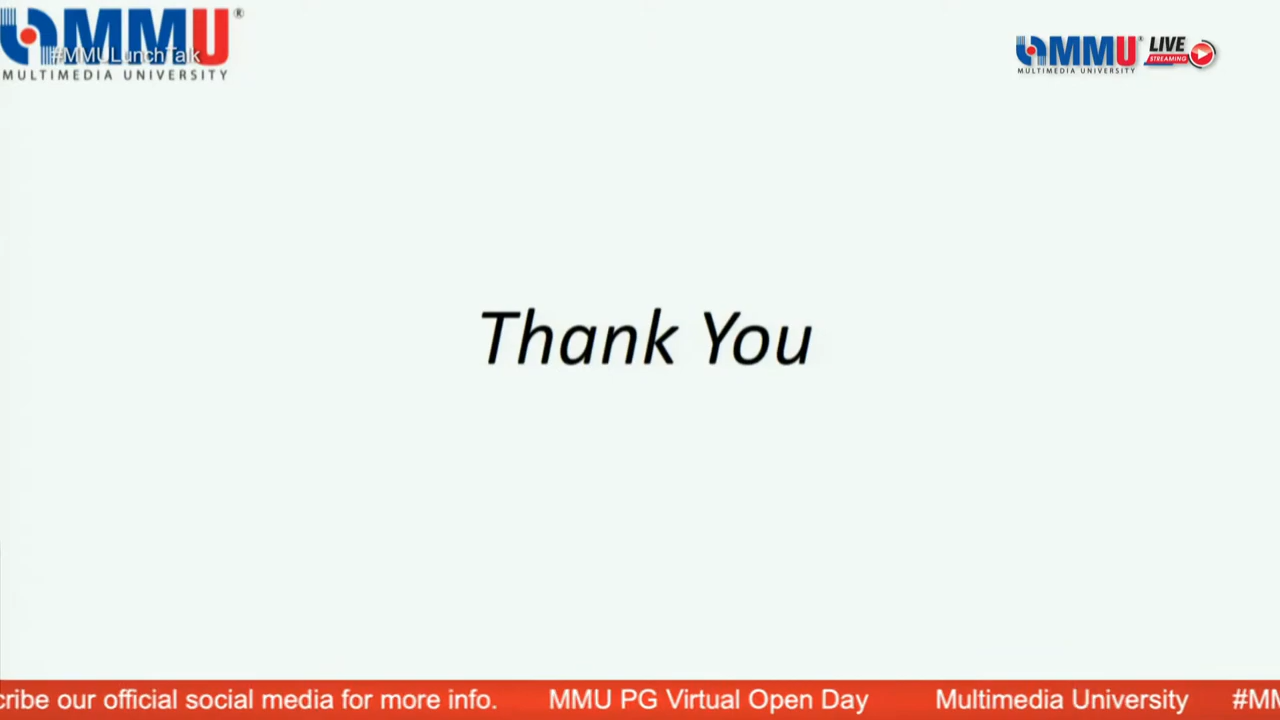 MMU®
#MMULunchTalk
MULTIMEDIA UNIVERSITY
MMU®
MULTIMEDIA UNIVERSITY
LIVE
STREAMING
Thank You
cribe our official social media for more info. MMU PG Virtual Open Day Multimedia University #MM